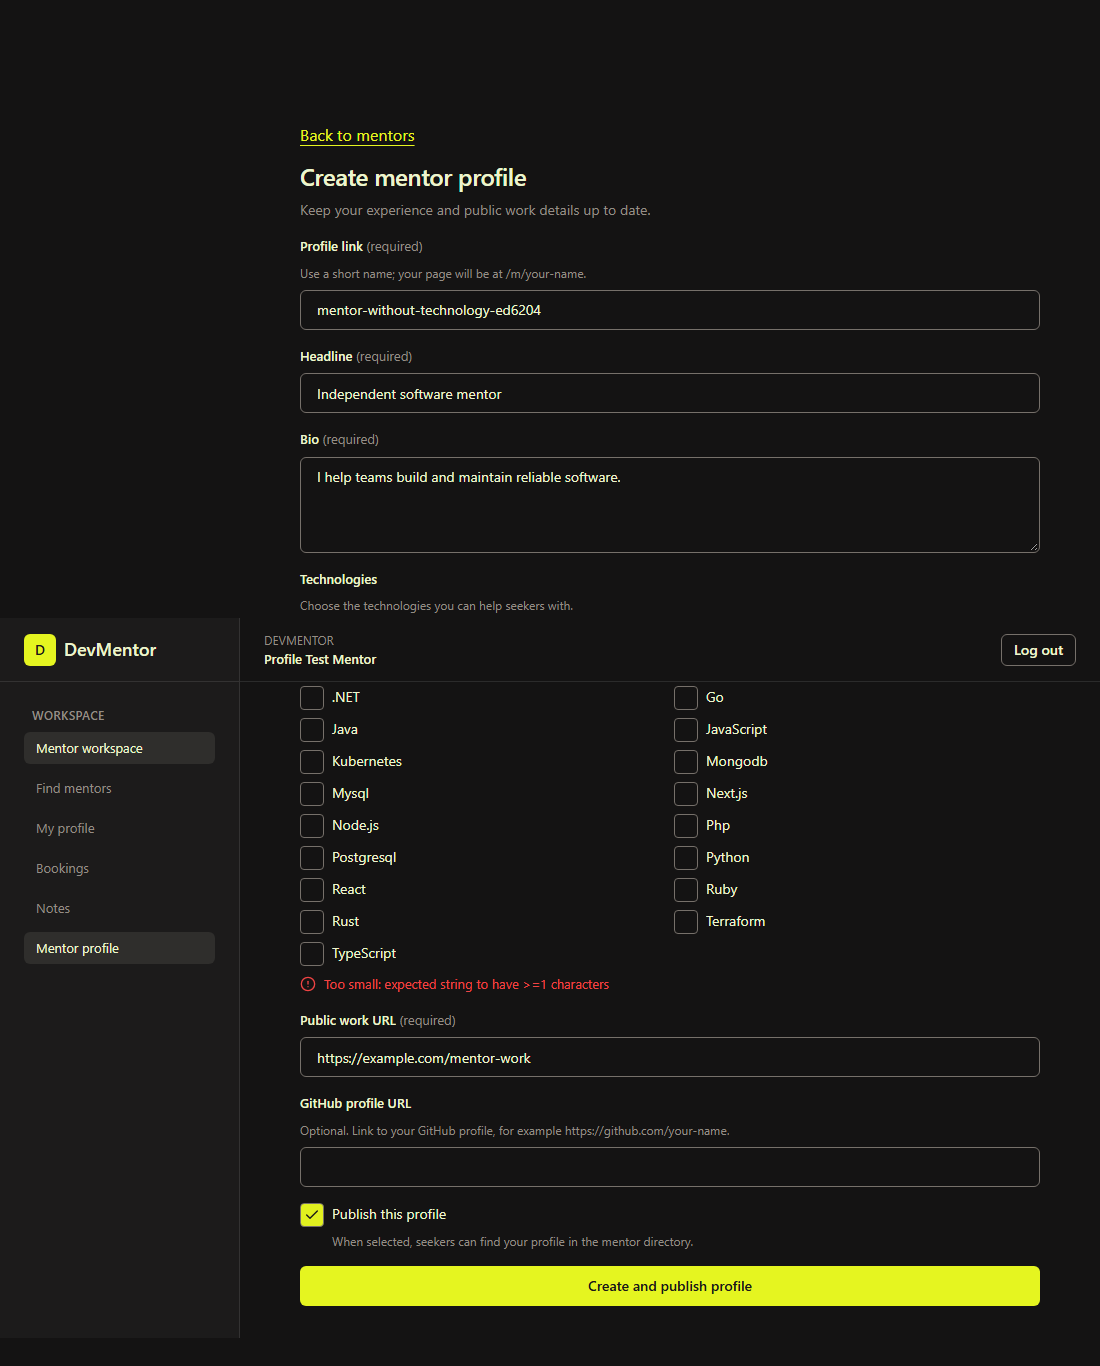 Back to mentors
Create mentor profile
Keep your experience and public work details up to date.
Profile link (required)
Use a short name; your page will be at /m/your-name.
mentor-without-technology-ed6204
Headline (required)
Independent software mentor
Bio (required)
I help teams build and maintain reliable software.
Technologies
Choose the technologies you can help seekers with.
D DevMentor
DEVMENTOR
Profile Test Mentor
Log out
WORKSPACE
Mentor workspace
Find mentors
My profile
Bookings
Notes
Mentor profile
.NET
Go
Java
JavaScript
Kubernetes
Mongodb
Mysql
Next.js
Node.js
Php
Postgresql
Python
React
Ruby
Rust
Terraform
TypeScript
Too small: expected string to have >=1 characters
Public work URL (required)
https://example.com/mentor-work
GitHub profile URL
Optional. Link to your GitHub profile, for example https://github.com/your-name.
Publish this profile
When selected, seekers can find your profile in the mentor directory.
Create and publish profile